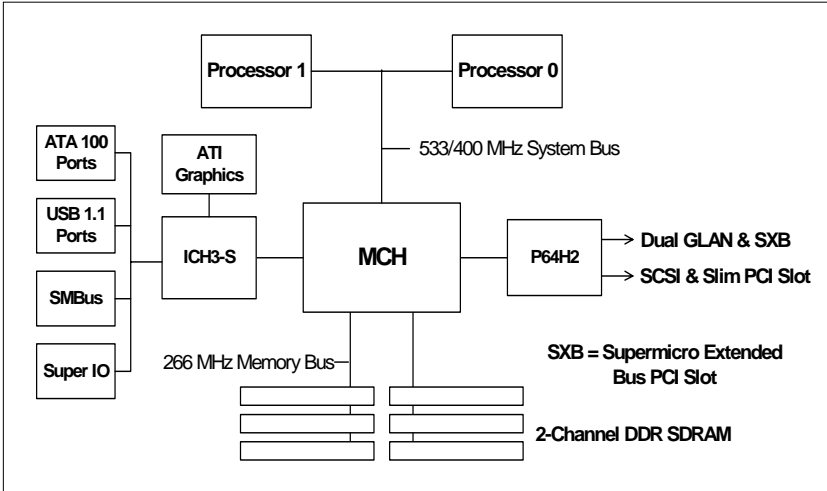 Processor 1
Processor 0
533/400 MHz System Bus
ATA 100
Ports
ATI
Graphics
USB 1.1
Ports
ICH3-S
MCH
P64H2
Dual GLAN & SXB
SCSI & Slim PCI Slot
SMBus
Super IO
266 MHz Memory Bus
SXB = Supermicro Extended
Bus PCI Slot
2-Channel DDR SDRAM